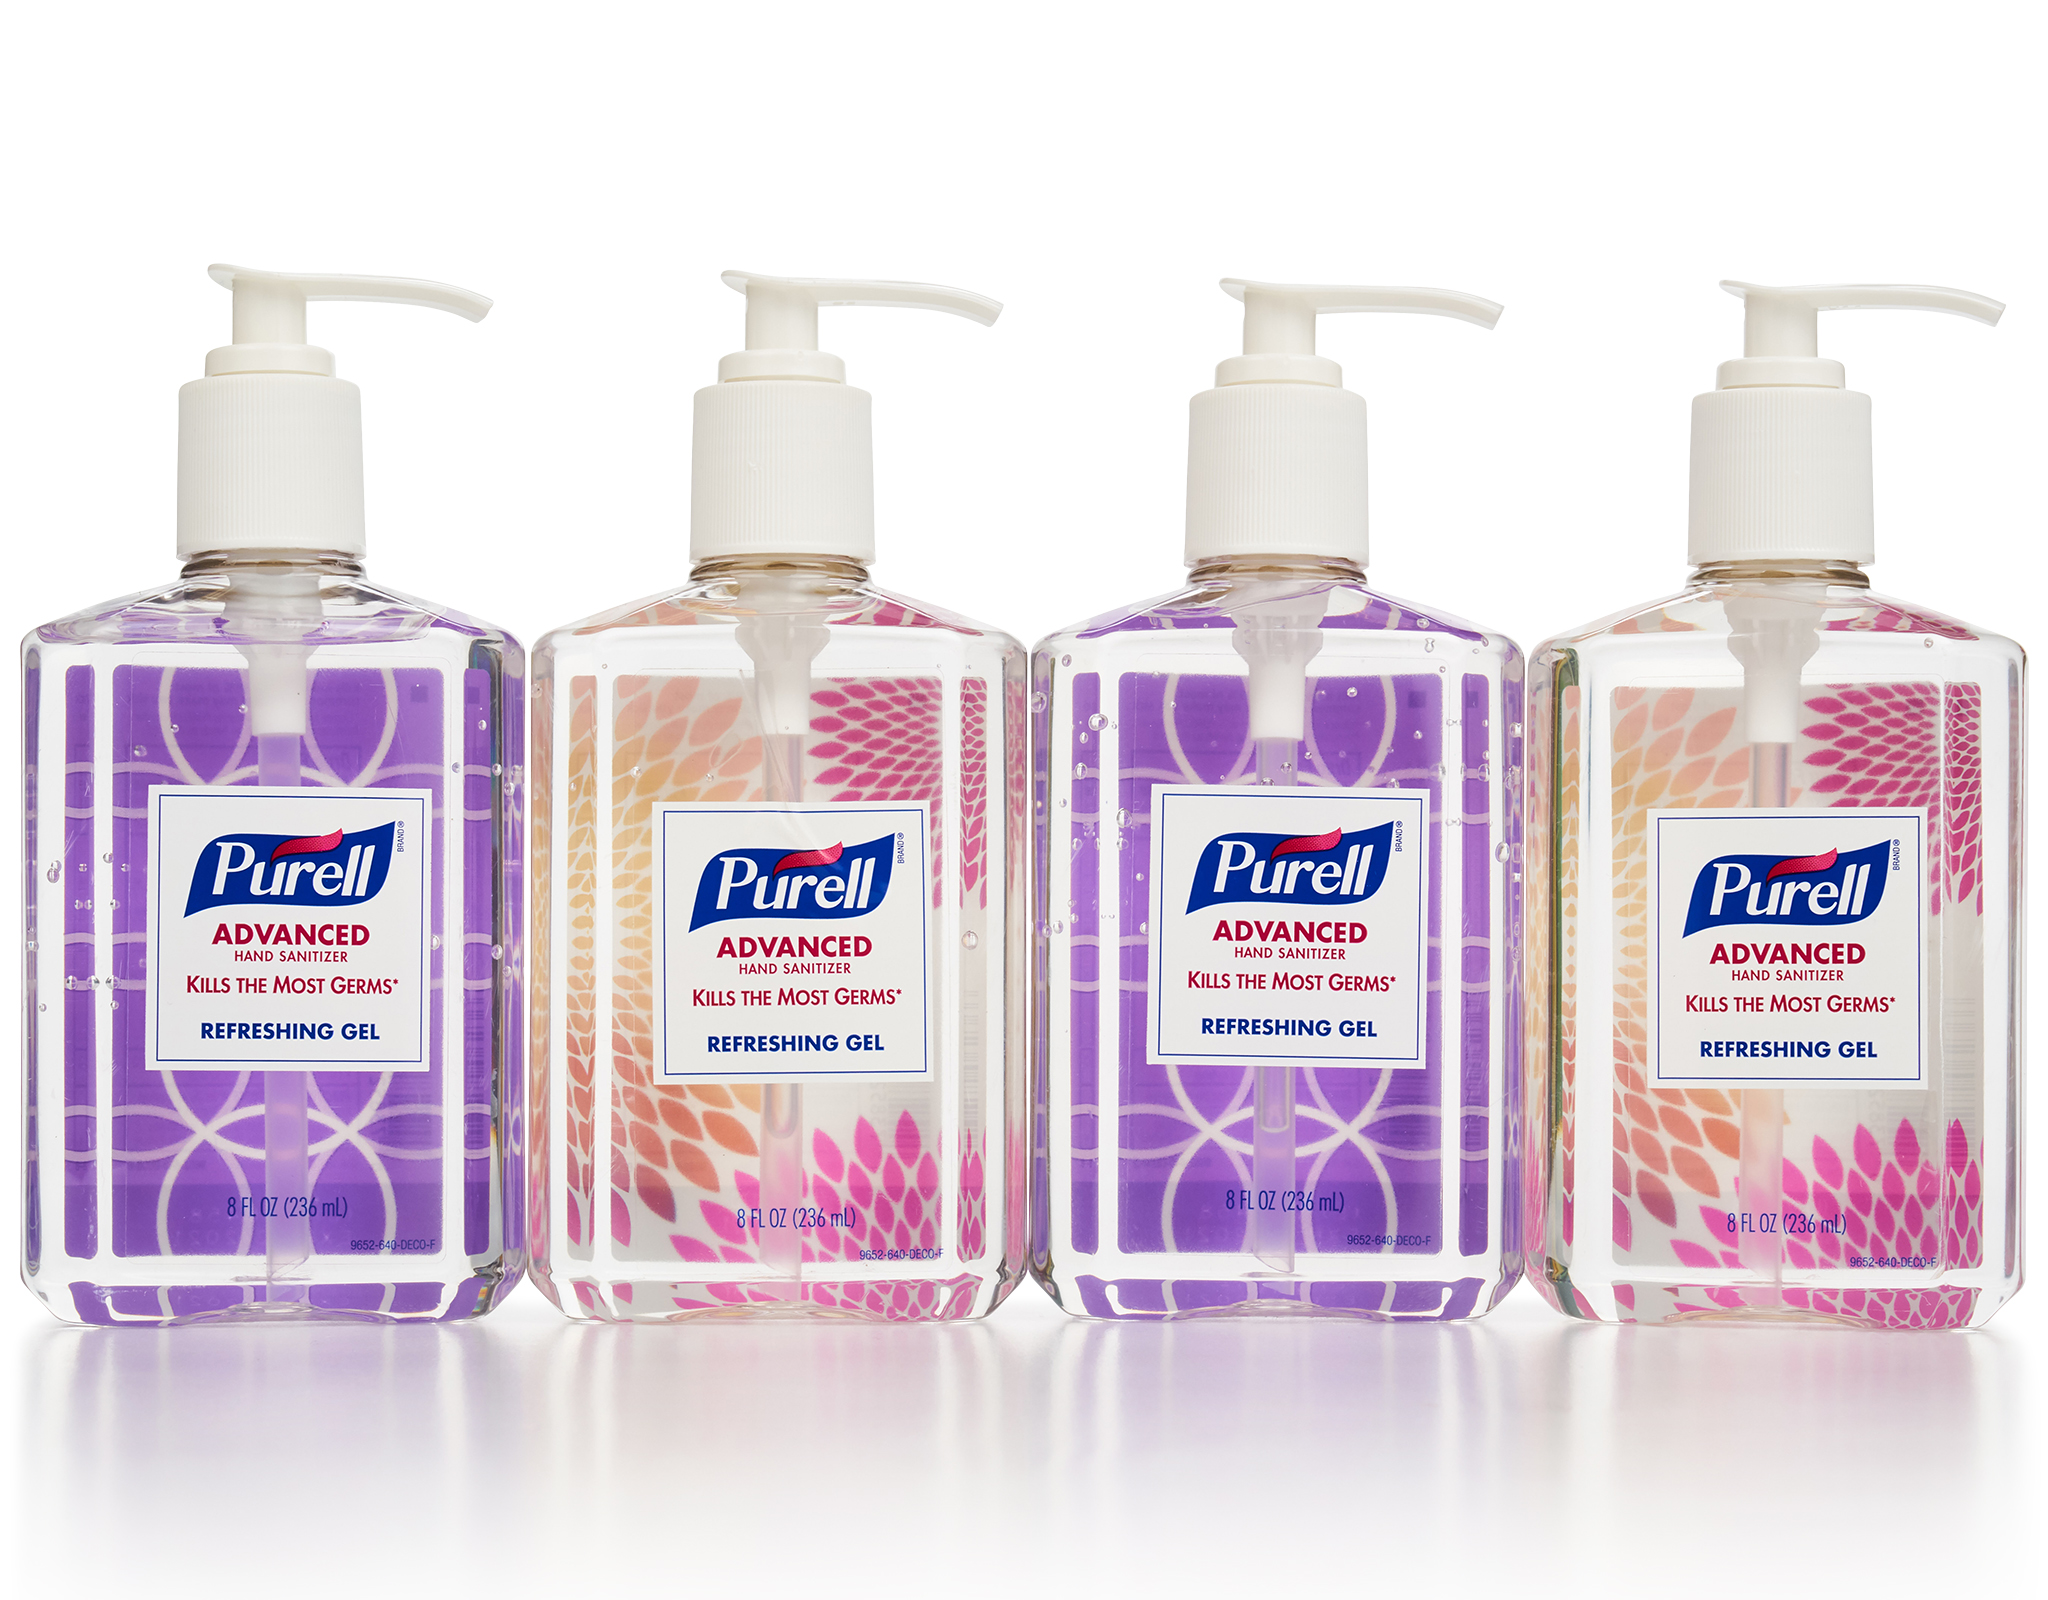 Purell
BRAND®
ADVANCED
HAND SANITIZER
KILLS THE MOST GERMS*
REFRESHING GEL
8 FL OZ (236 mL)
9652-640-DECO-F
Purell
BRAND®
ADVANCED
HAND SANITIZER
KILLS THE MOST GERMS*
REFRESHING GEL
8 FL OZ (236 mL)
9652-640-DECO-F
Purell
BRAND®
ADVANCED
HAND SANITIZER
KILLS THE MOST GERMS*
REFRESHING GEL
8 FL OZ (236 mL)
9652-640-DECO-F
Purell
BRAND®
ADVANCED
HAND SANITIZER
KILLS THE MOST GERMS*
REFRESHING GEL
8 FL OZ (236 mL)
9652-640-DECO-F